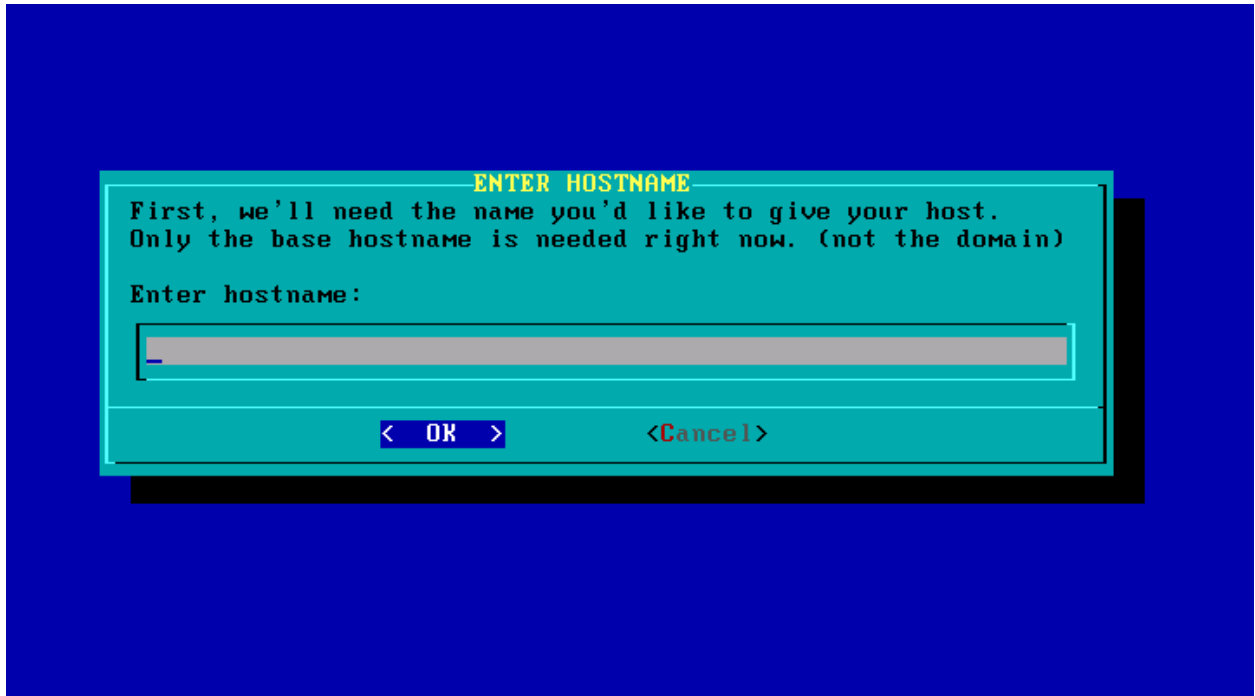 ENTER HOSTNAME
First, we'll need the name you'd like to give your host.
Only the base hostname is needed right now. (not the domain)
Enter hostname:
< OK > <Cancel>